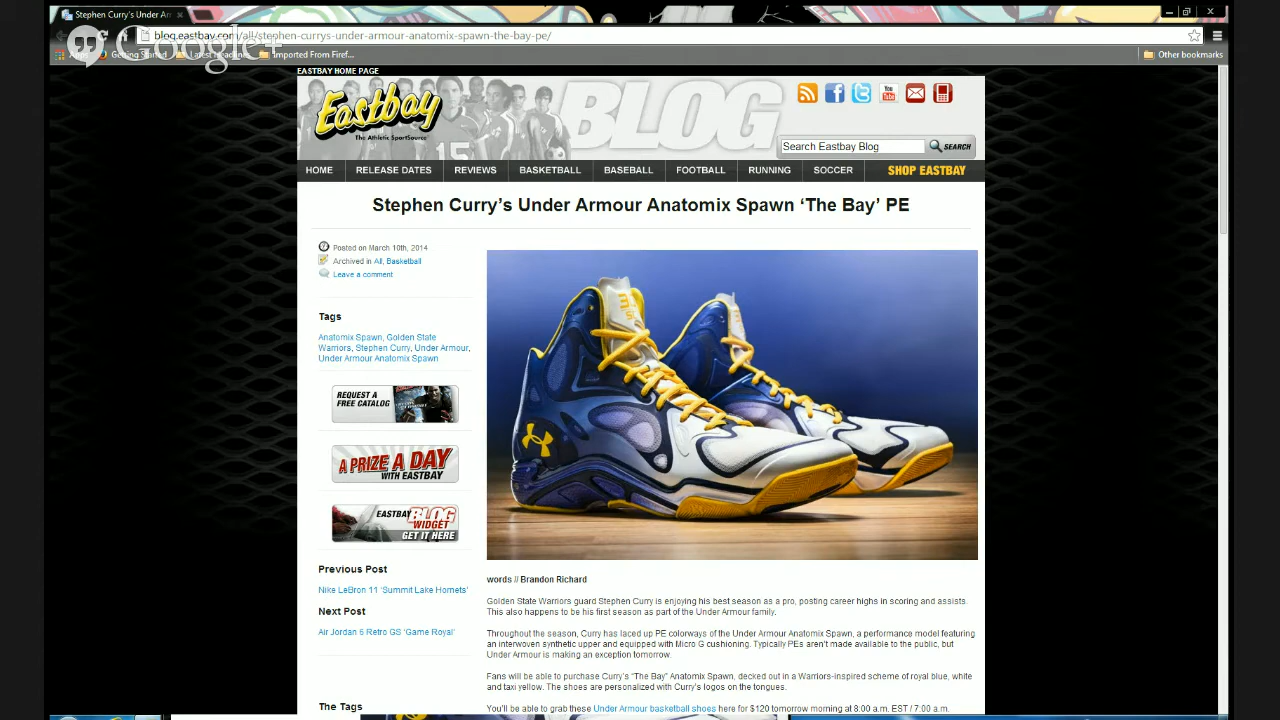 Stephen Curry's Under Ar
blog.eastbay.com/all/stephen-currys-under-armour-anatomix-spawn-the-bay-pe/
Google+
Getting Started
Latest Headlines
Imported From Firef...
Other bookmarks
EASTBAY HOME PAGE
Eastbay
The Athletic SportSource
BLOG
15
You
Tube
Search Eastbay Blog
SEARCH
HOME
RELEASE DATES
REVIEWS
BASKETBALL
BASEBALL
FOOTBALL
RUNNING
SOCCER
SHOP EASTBAY
Stephen Curry's Under Armour Anatomix Spawn ‘The Bay’ PE
Posted on March 10th, 2014
Archived in All, Basketball
Leave a comment
Tags
Anatomix Spawn, Golden State
Warriors, Stephen Curry, Under Armour,
Under Armour Anatomix Spawn
REQUEST A
FREE CATALOG
A PRIZE A DAY
WITH EASTBAY
EASTBAY BLOG
WIDGET
GET IT HERE
Previous Post
Nike LeBron 11 ‘Summit Lake Hornets’
Next Post
Air Jordan 6 Retro GS ‘Game Royal’
The Tags
words // Brandon Richard
Golden State Warriors guard Stephen Curry is enjoying his best season as a pro, posting career highs in scoring and assists.
This also happens to be his first season as part of the Under Armour family.
Throughout the season, Curry has laced up PE colorways of the Under Armour Anatomix Spawn, a performance model featuring
an interwoven synthetic upper and equipped with Micro G cushioning. Typically PEs aren't made available to the public, but
Under Armour is making an exception tomorrow.
Fans will be able to purchase Curry's “The Bay” Anatomix Spawn, decked out in a Warriors-inspired scheme of royal blue, white
and taxi yellow. The shoes are personalized with Curry's logos on the tongues.
You'll be able to grab these Under Armour basketball shoes here for $120 tomorrow morning at 8:00 a.m. EST / 7:00 a.m.